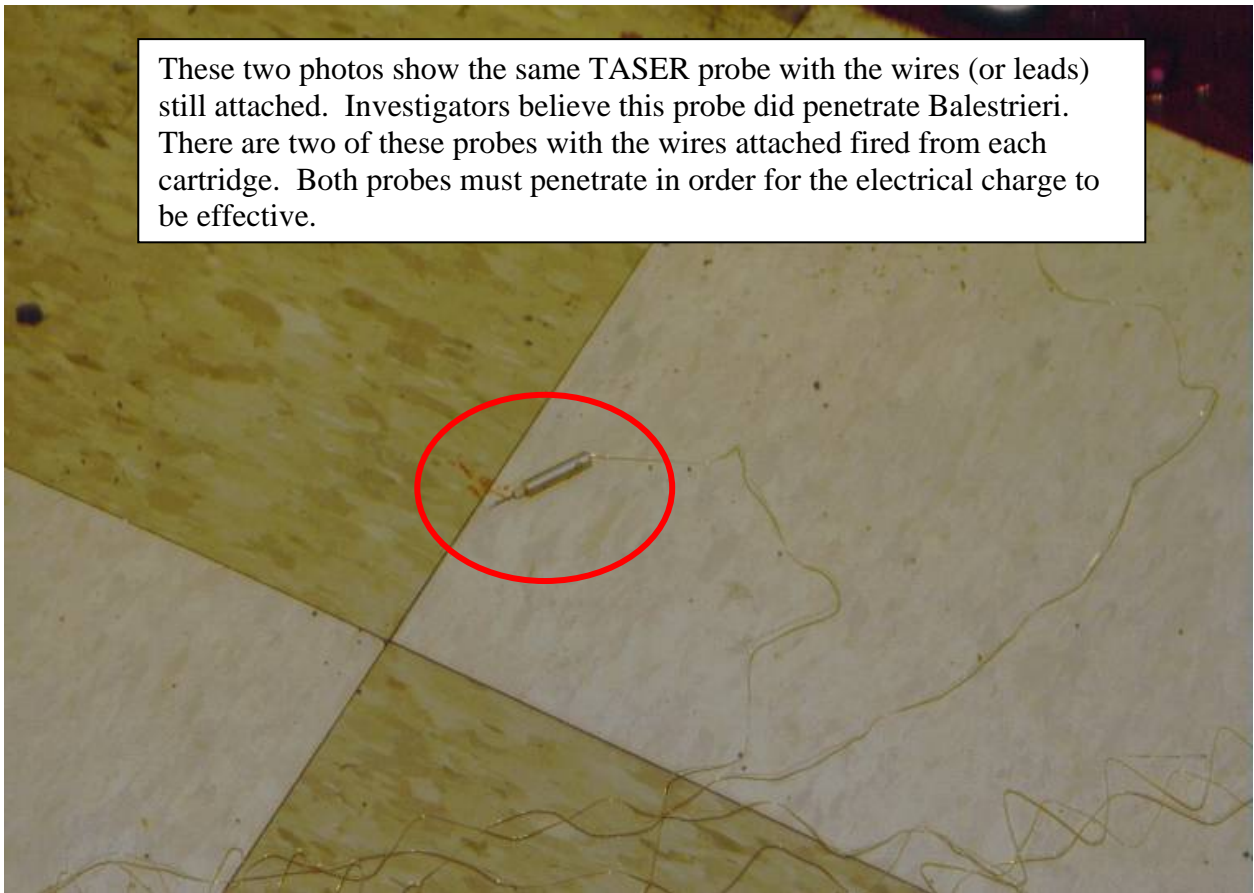 These two photos show the same TASER probe with the wires (or leads)
still attached.  Investigators believe this probe did penetrate Balestrieri.
There are two of these probes with the wires attached fired from each
cartridge.  Both probes must penetrate in order for the electrical charge to
be effective.